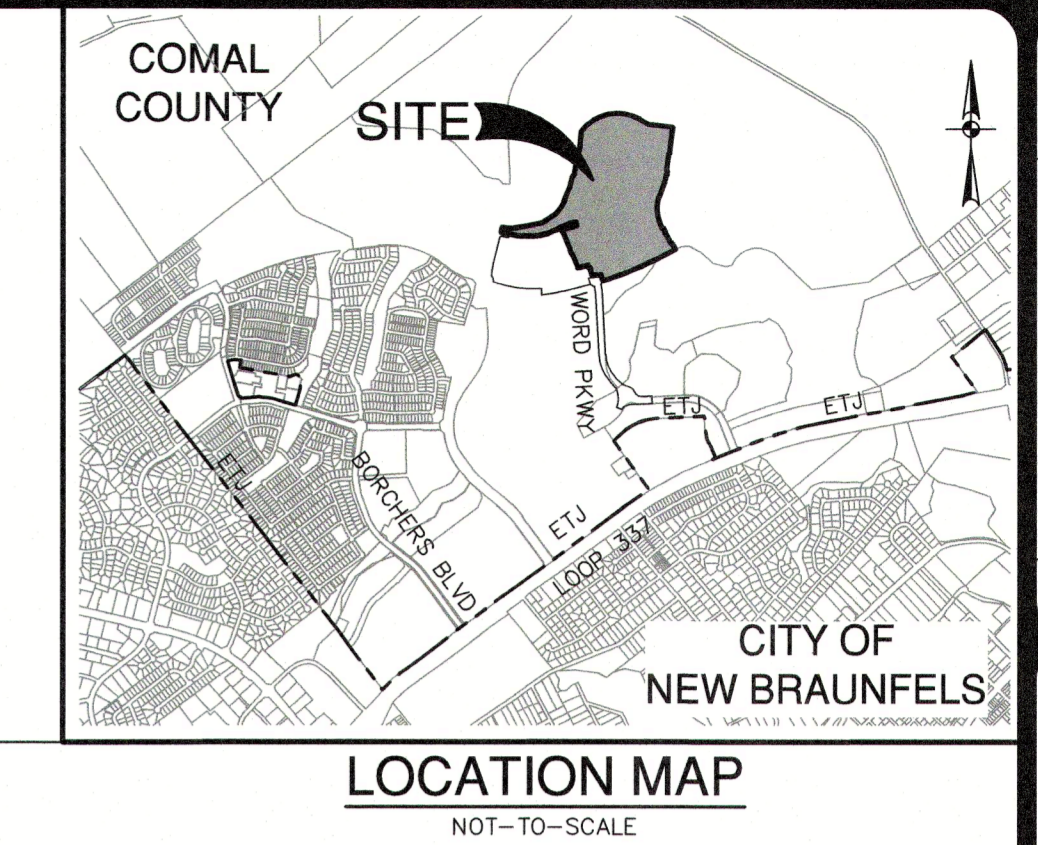 COMAL
COUNTY
SITE
WORD PKWY
ETJ
ETJ
ETJ
BORCHERS BLVD
ETJ
LOOP 337
CITY OF
NEW BRAUNFELS
LOCATION MAP
NOT-TO-SCALE